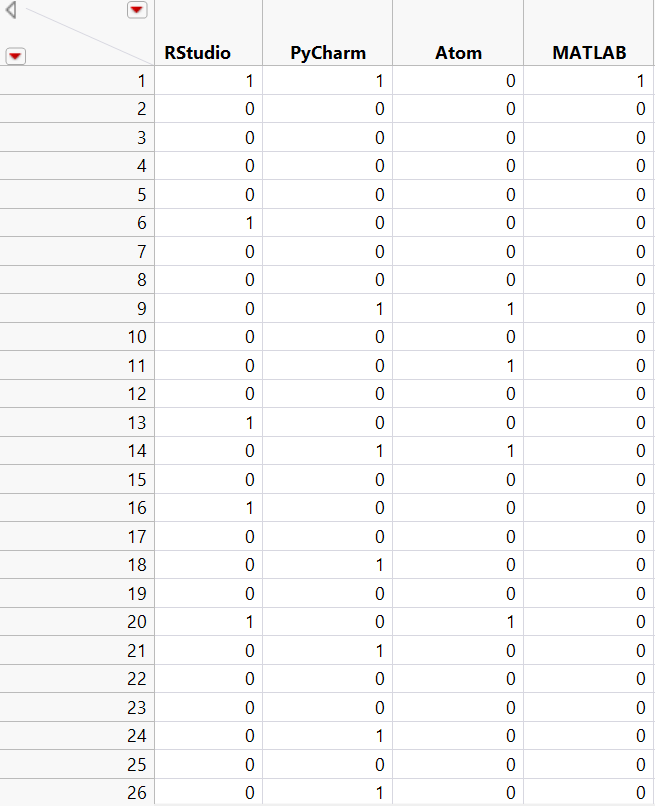 RStudio PyCharm Atom MATLAB
1 1 1 0 1
2 0 0 0 0
3 0 0 0 0
4 0 0 0 0
5 0 0 0 0
6 1 0 0 0
7 0 0 0 0
8 0 0 0 0
9 0 1 1 0
10 0 0 0 0
11 0 0 1 0
12 0 0 0 0
13 1 0 0 0
14 0 1 1 0
15 0 0 0 0
16 1 0 0 0
17 0 0 0 0
18 0 1 0 0
19 0 0 0 0
20 1 0 1 0
21 0 1 0 0
22 0 0 0 0
23 0 0 0 0
24 0 1 0 0
25 0 0 0 0
26 0 1 0 0